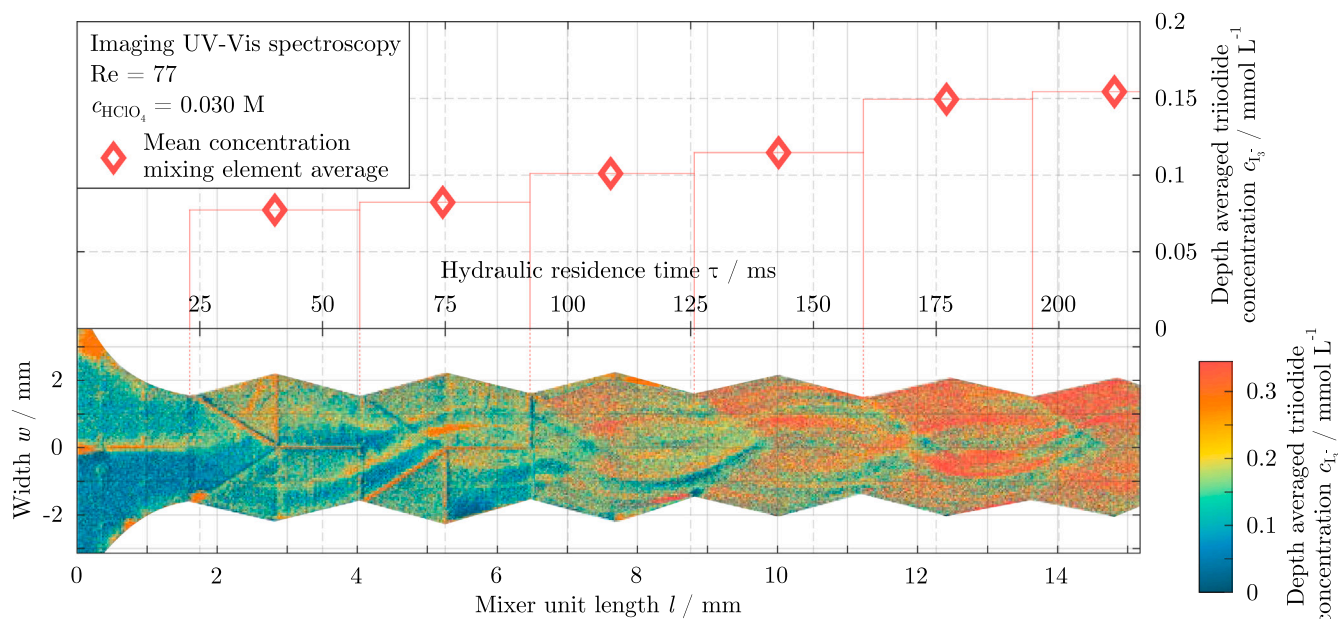 Imaging UV-Vis spectroscopy
Re = 77
c_HClO₄ = 0.030 M
Mean concentration
mixing element average
0.2
0.15
0.1
0.05
0
Depth averaged triiodide
concentration c_I₃⁻ / mmol L⁻¹
Hydraulic residence time τ / ms
25 50 75 100 125 150 175 200
Width w / mm
2
0
-2
0 2 4 6 8 10 12 14
Mixer unit length l / mm
0.3
0.2
0.1
0
Depth averaged triiodide
concentration c_I₃⁻ / mmol L⁻¹